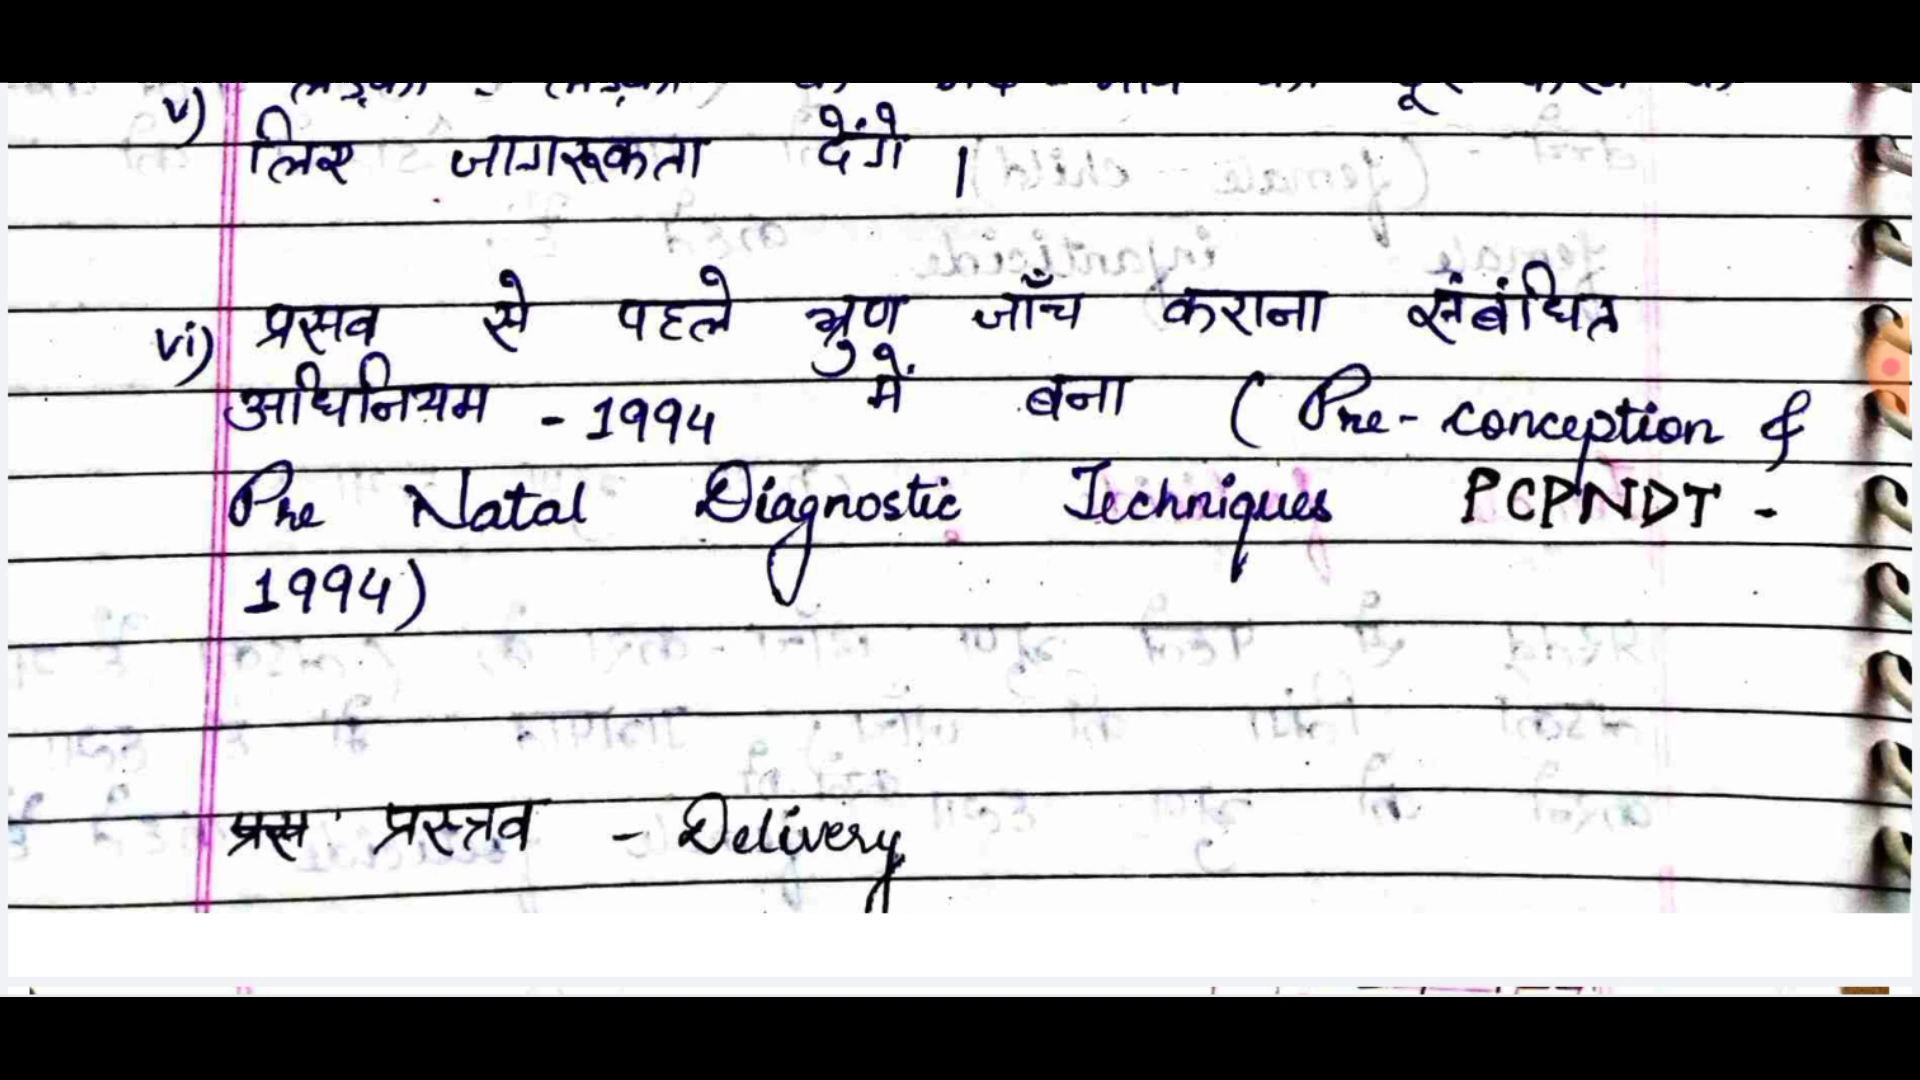 v)
लिए जागरूकता देंगे |
vi) प्रसव से पहले भ्रुण जाँच कराना संबंधित
अधिनियम - 1994 में बना ( Pre-conception &
Pre Natal Diagnostic Techniques PCPNDT -
1994)
प्रस्त्रव - Delivery